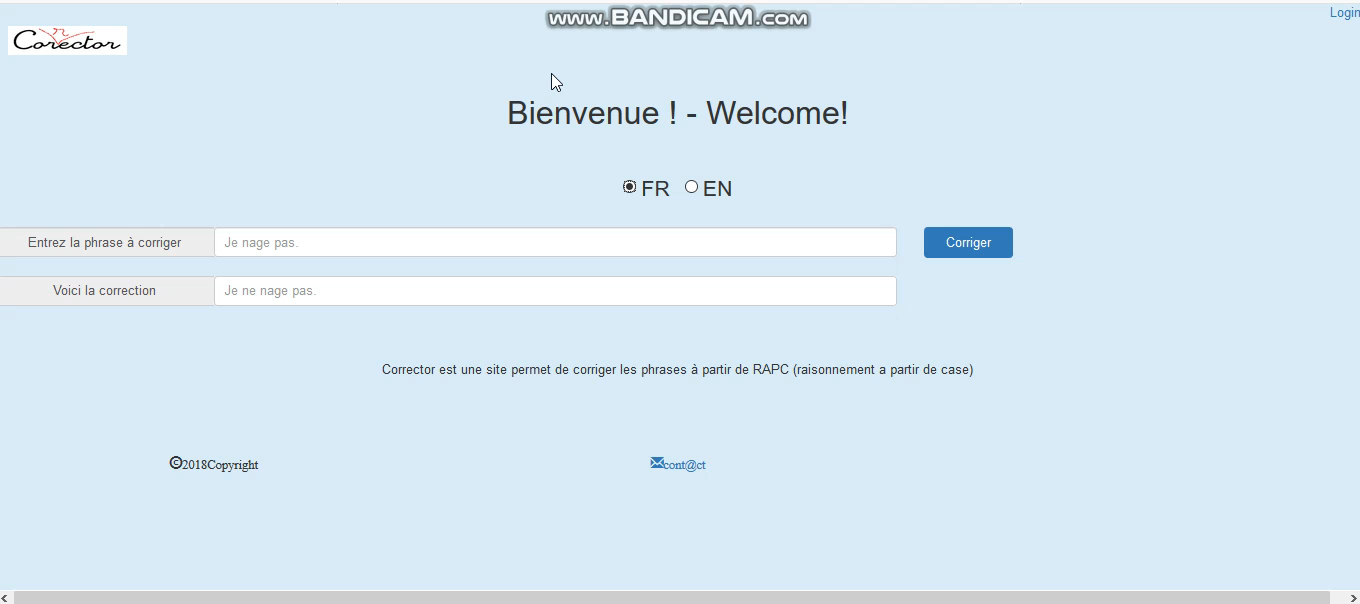 www.BANDICAM.com
Login
Corector
Bienvenue ! - Welcome!
FR EN
Entrez la phrase à corriger Je nage pas. Corriger
Voici la correction Je ne nage pas.
Corrector est une site permet de corriger les phrases à partir de RAPC (raisonnement a partir de case)
©2018Copyright cont@ct